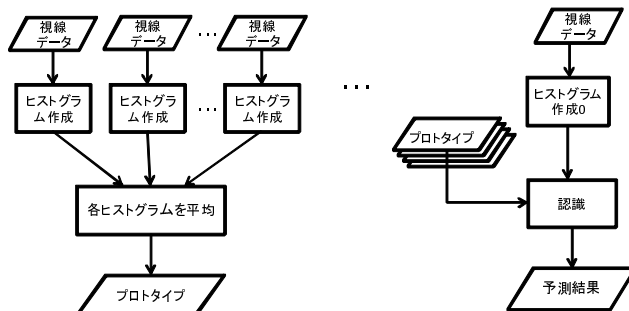 視線
データ
視線
データ
視線
データ
ヒストグラ
ム作成
ヒストグラ
ム作成
ヒストグラ
ム作成
各ヒストグラムを平均
プロトタイプ
視線
データ
ヒストグラム
作成0
プロトタイプ
認識
予測結果